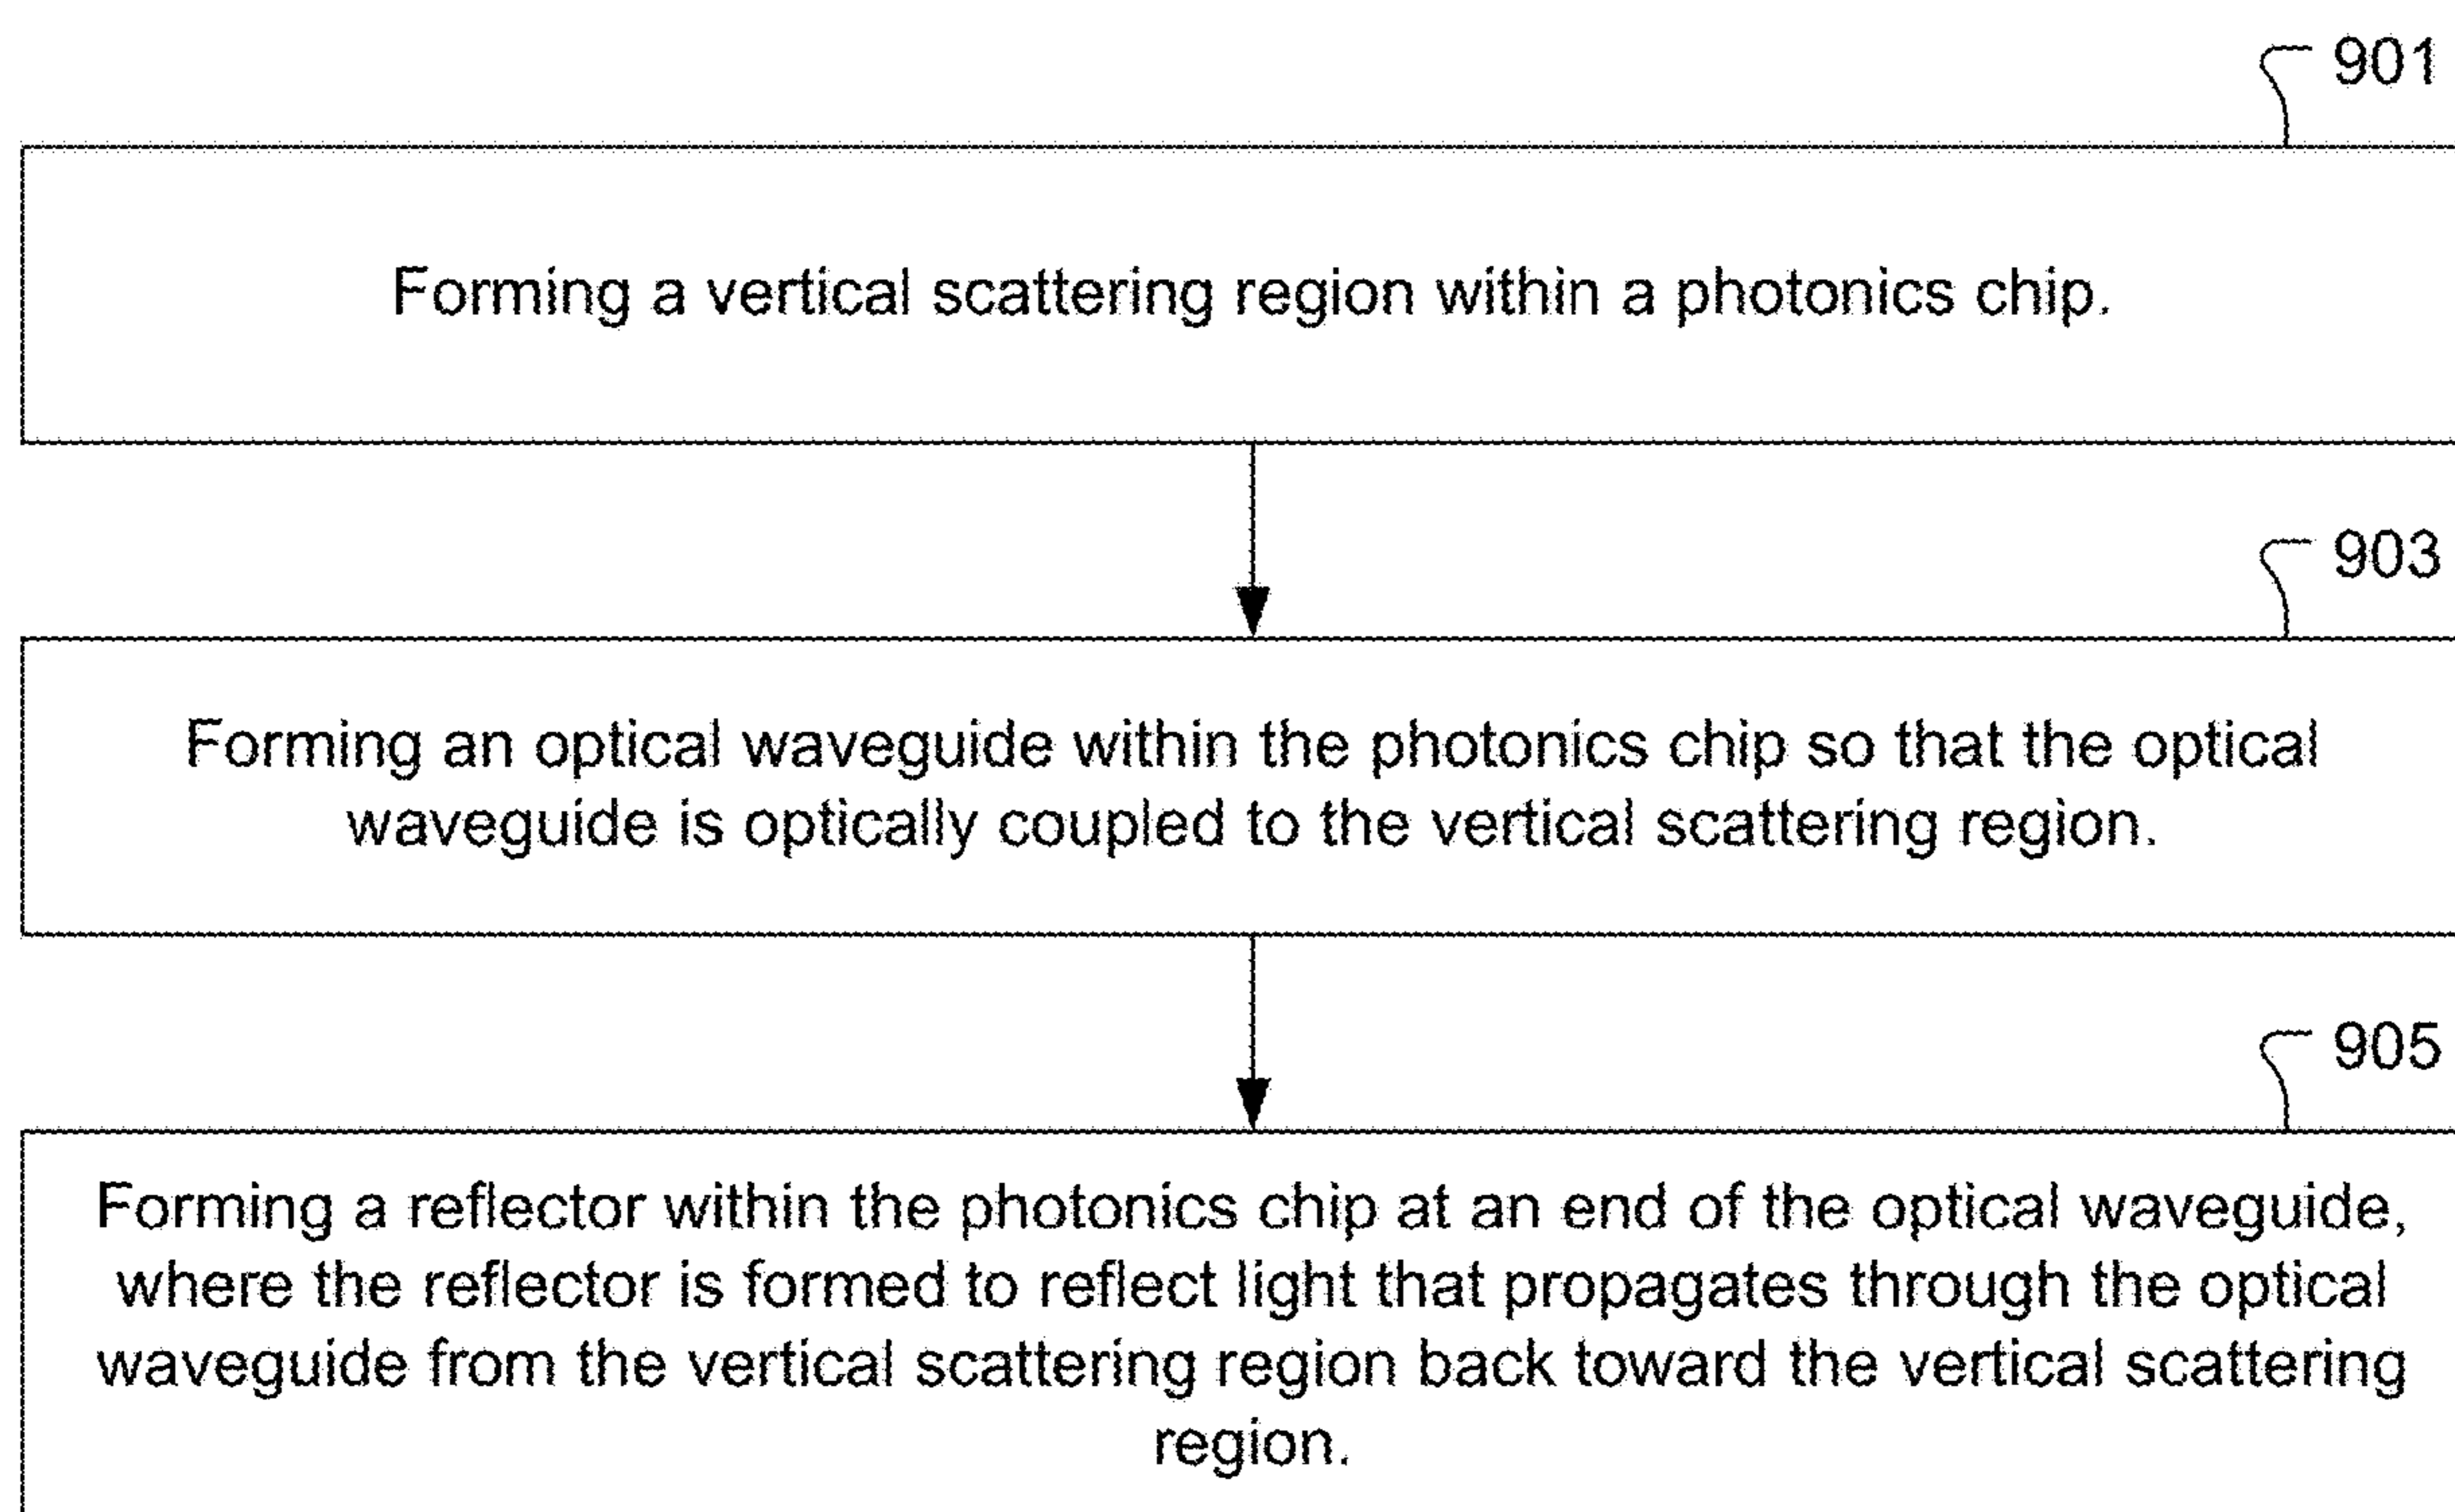 901
Forming a vertical scattering region within a photonics chip.
903
Forming an optical waveguide within the photonics chip so that the optical
waveguide is optically coupled to the vertical scattering region.
905
Forming a reflector within the photonics chip at an end of the optical waveguide,
where the reflector is formed to reflect light that propagates through the optical
waveguide from the vertical scattering region back toward the vertical scattering
region.